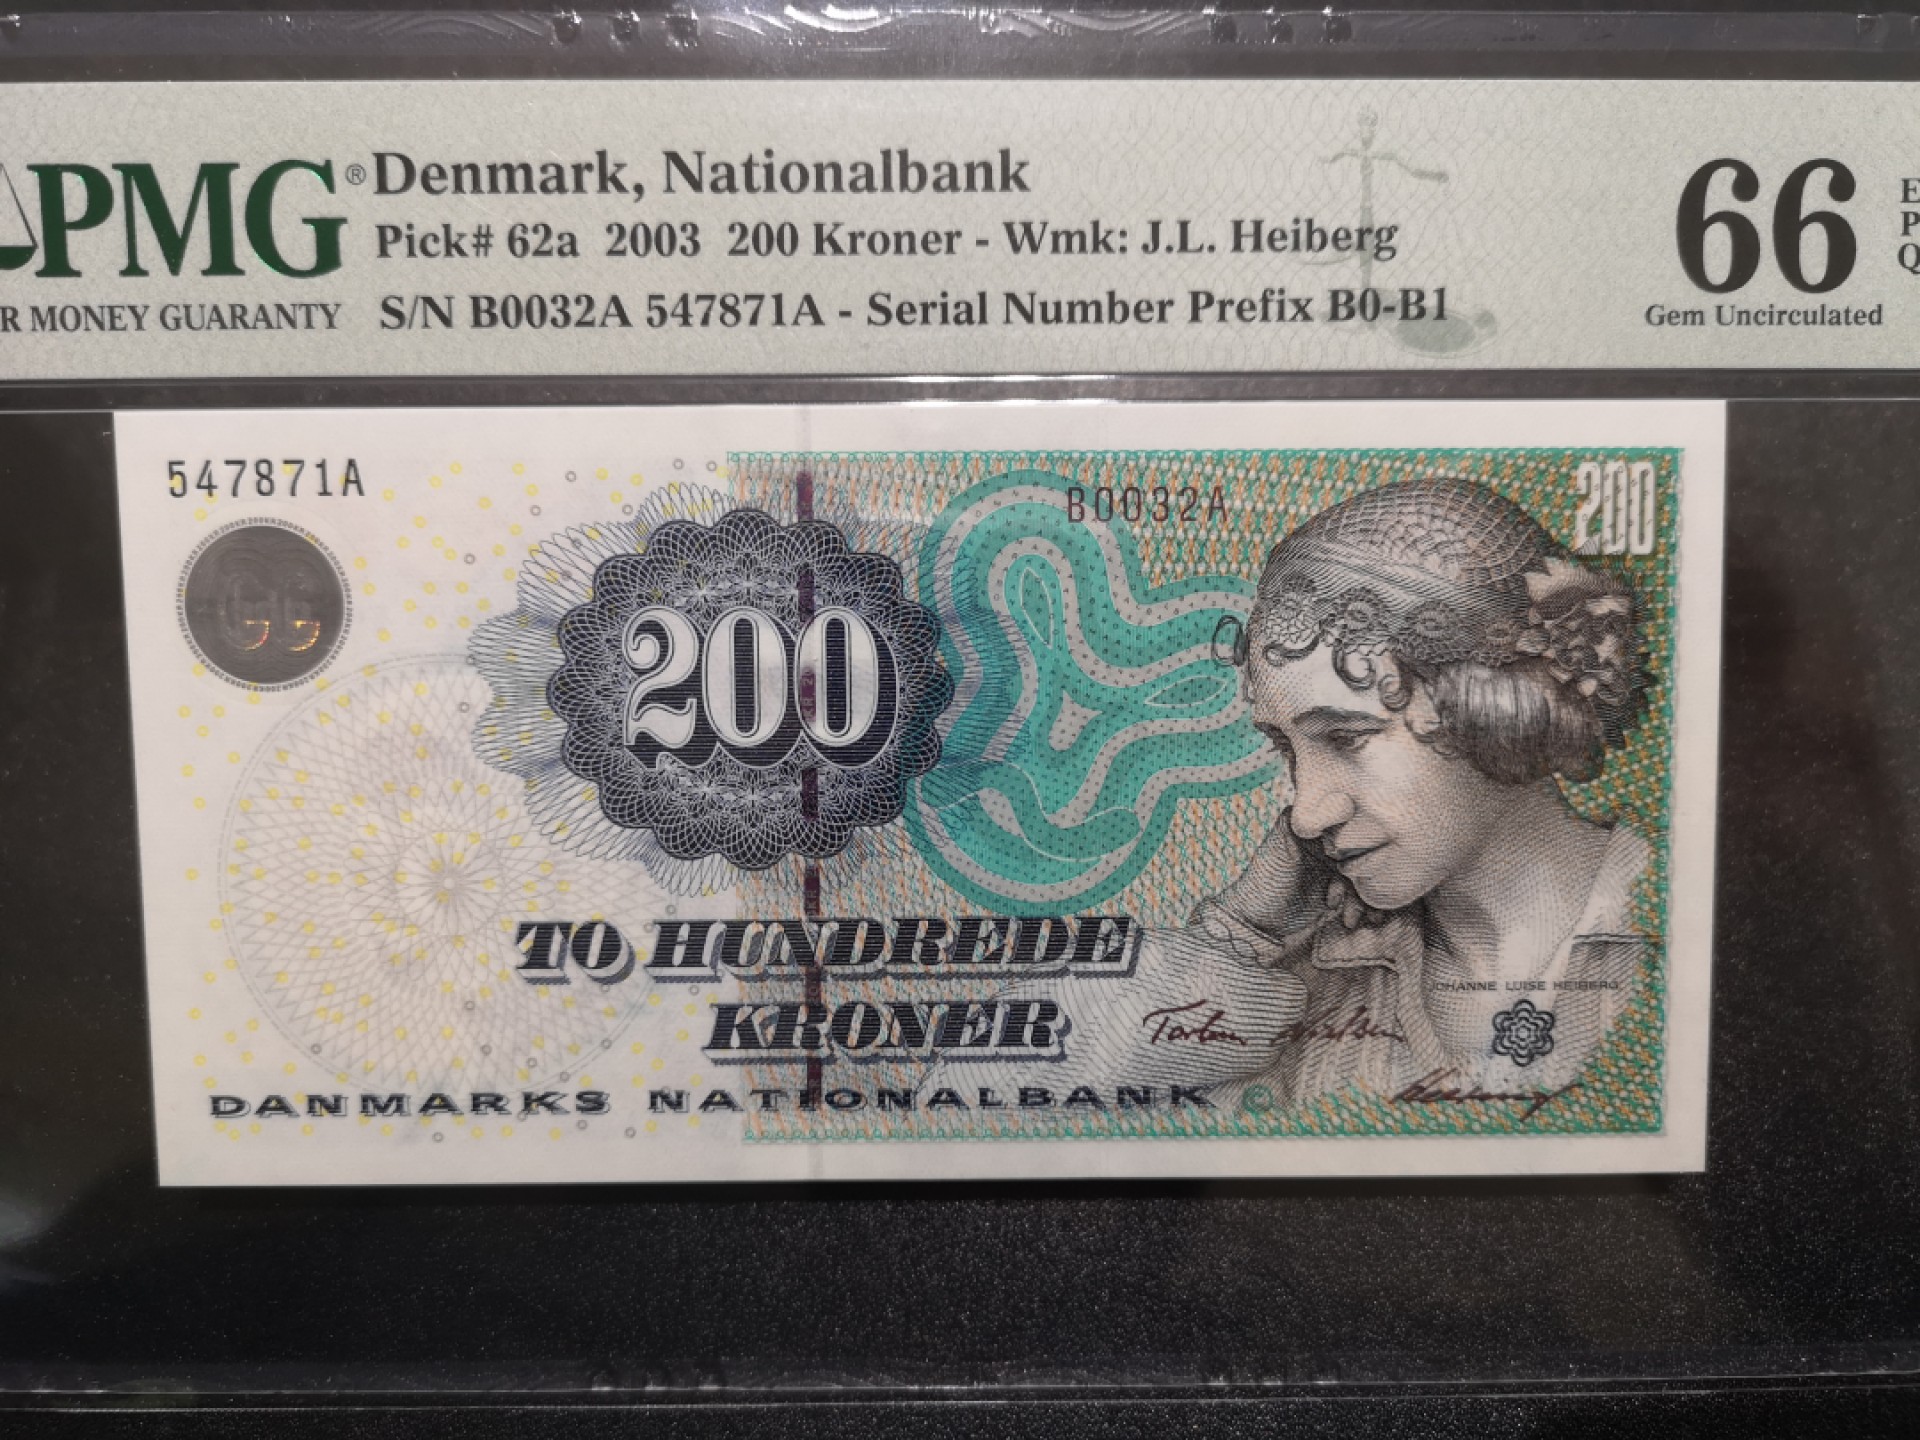 PMG®
R MONEY GUARANTY
Denmark, Nationalbank
Pick# 62a 2003 200 Kroner - Wmk: J.L. Heiberg
S/N B0032A 547871A - Serial Number Prefix B0-B1
66
Gem Uncirculated
E
P
Q
547871A
B0032A
200
200
TO HUNDREDE
KRONER
JOHANNE LUISE HEIBERG
DANMARKS NATIONALBANK ©